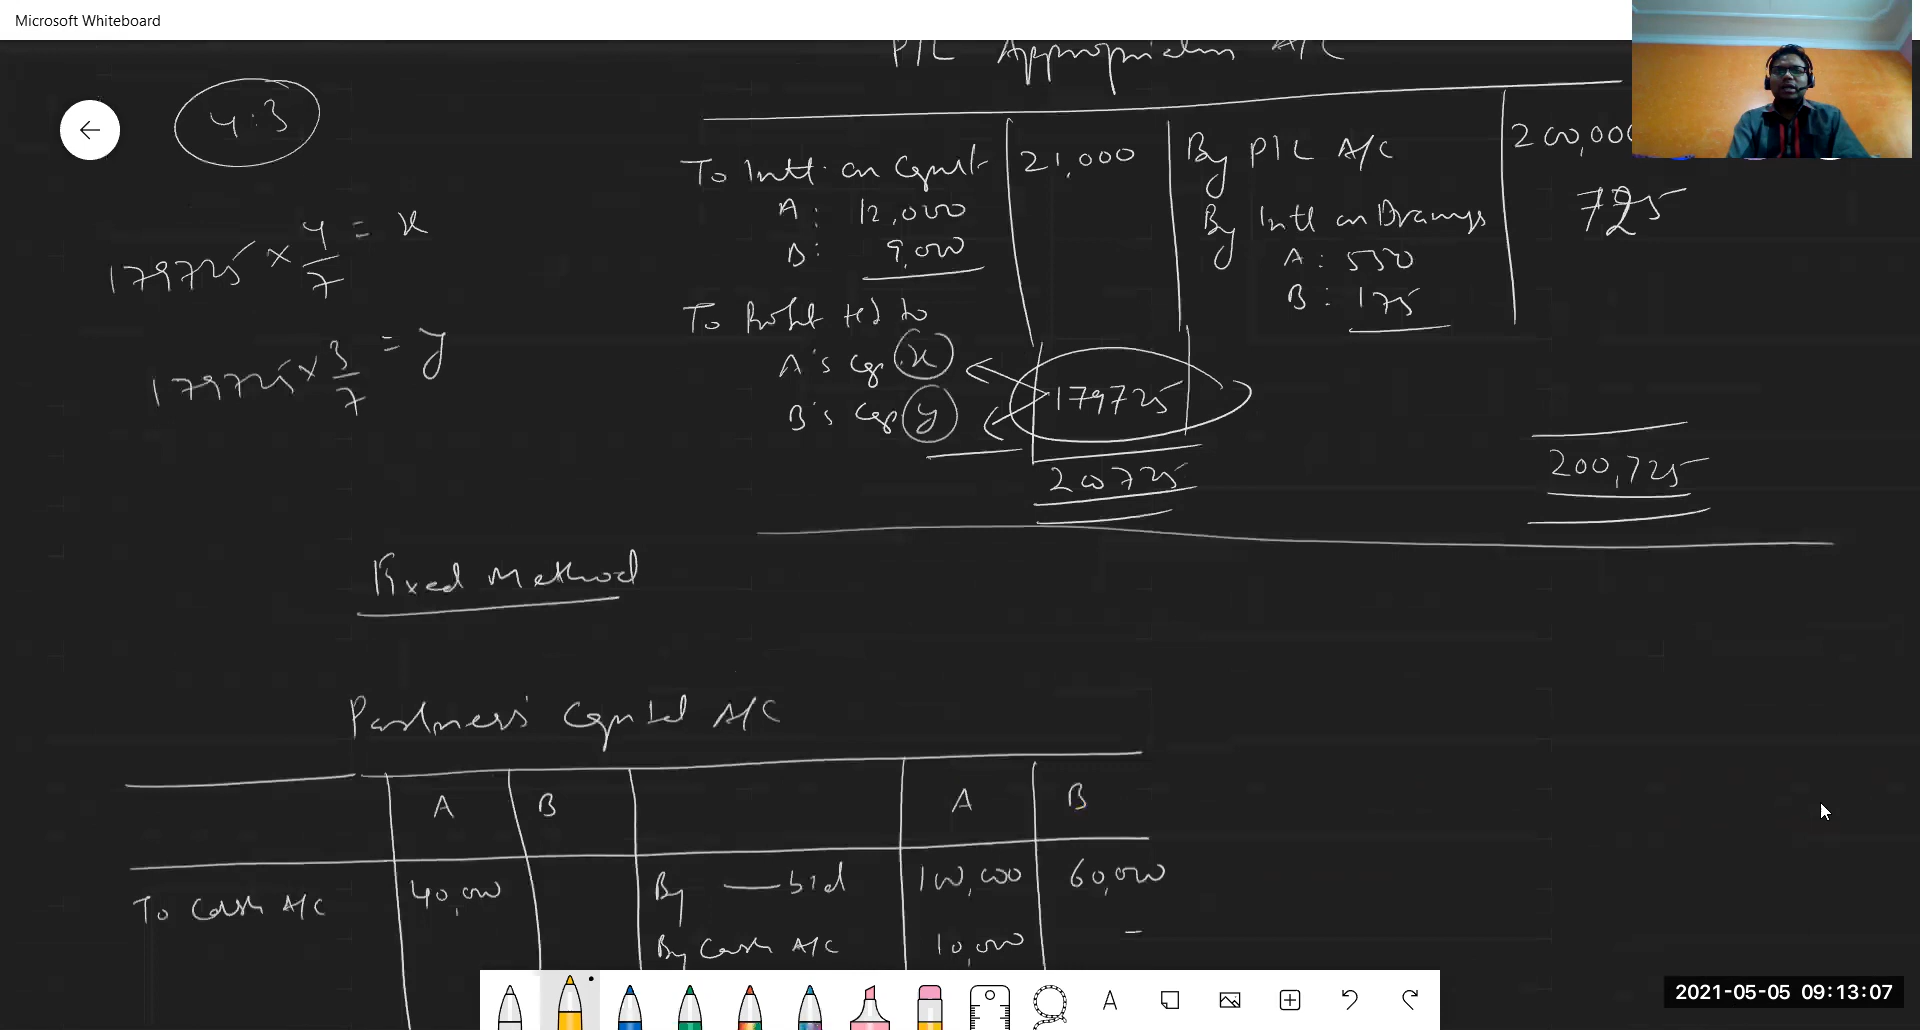 Microsoft Whiteboard
P/L Appropriation A/C
4:3
To Intt. on Capital 21,000 By P/L A/C 200,000
A: 12,000 By Intt on Drawings 725
B: 9,000 A: 550
B: 175
179725 × 4/7 = x
To Profit tfd to
A's cap x
179725 × 3/7 = y
B's cap y 179725
200725 200,725
Fixed Method
Partners' Capital A/C
A B A B
To Cash A/C 40,000 By — b/d 100,000 60,000
By Cash A/C 10,000 –
2021-05-05 09:13:07